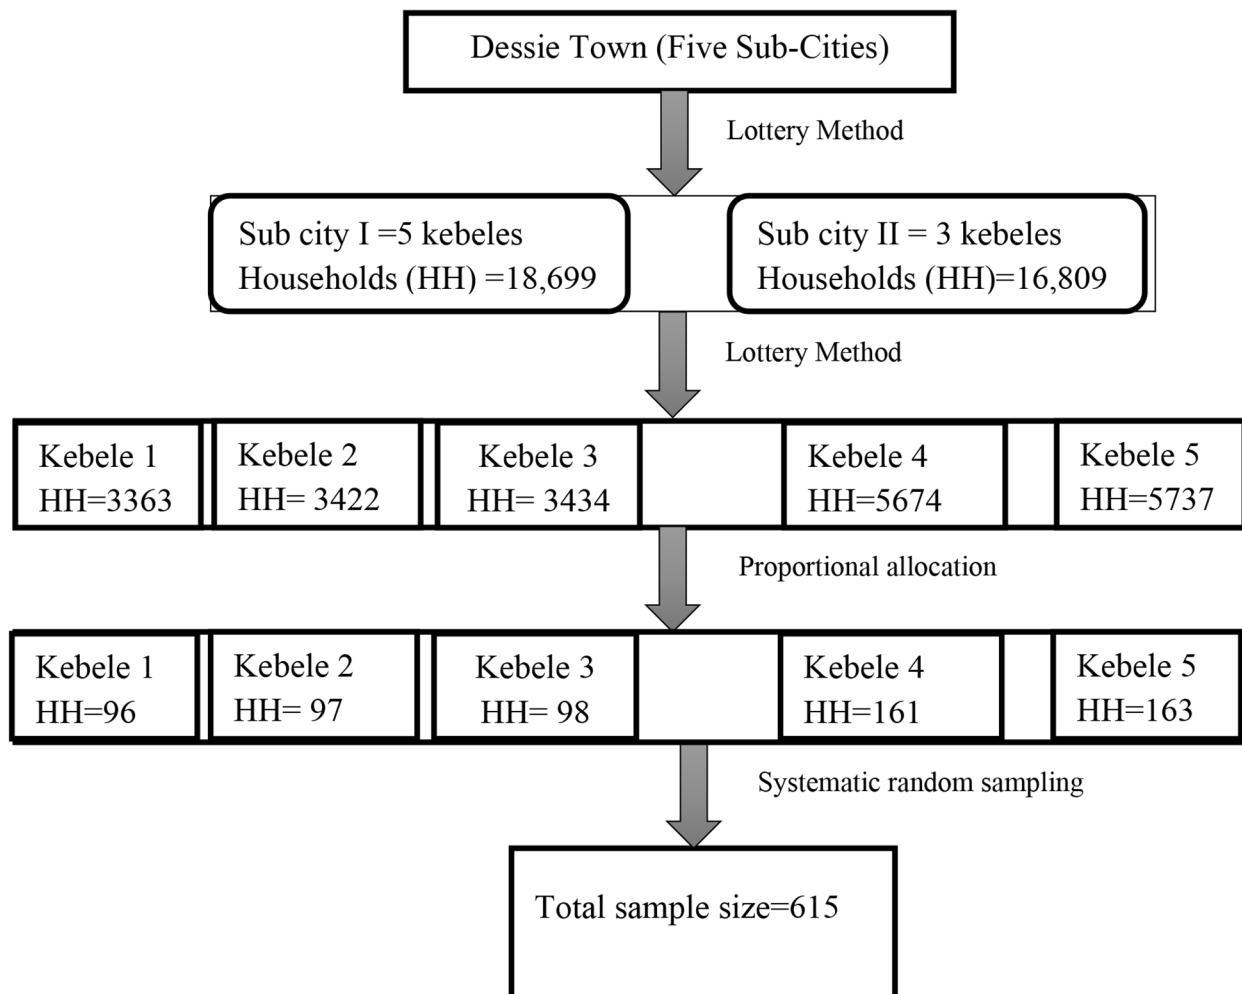 Dessie Town (Five Sub-Cities)
Lottery Method
Sub city I =5 kebeles
Households (HH) =18,699
Sub city II = 3 kebeles
Households (HH)=16,809
Lottery Method
Kebele 1
HH=3363
Kebele 2
HH= 3422
Kebele 3
HH= 3434
Kebele 4
HH=5674
Kebele 5
HH=5737
Proportional allocation
Kebele 1
HH=96
Kebele 2
HH= 97
Kebele 3
HH= 98
Kebele 4
HH=161
Kebele 5
HH=163
Systematic random sampling
Total sample size=615